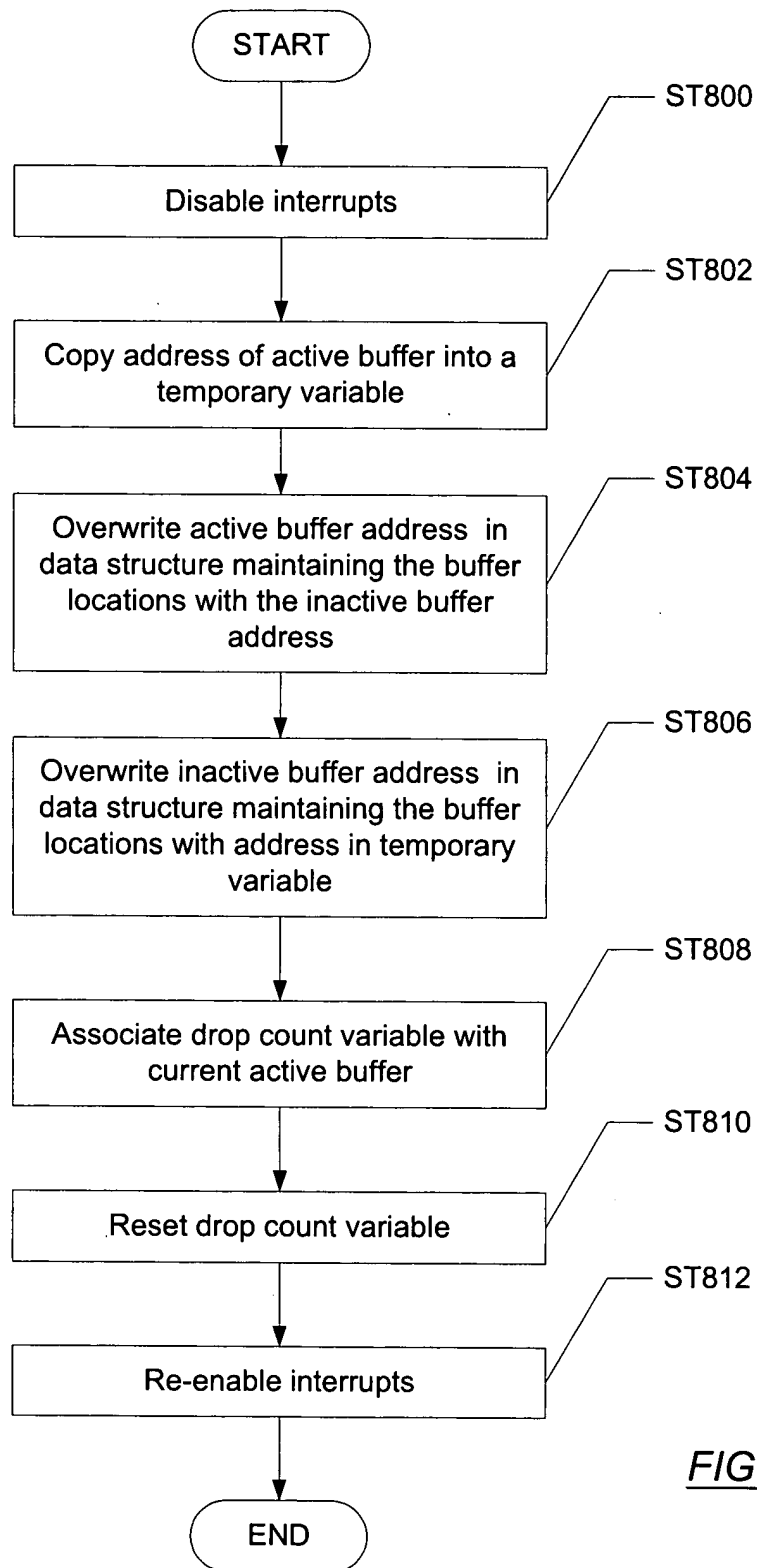 START
ST800
Disable interrupts
ST802
Copy address of active buffer into a
temporary variable
ST804
Overwrite active buffer address in
data structure maintaining the buffer
locations with the inactive buffer
address
ST806
Overwrite inactive buffer address in
data structure maintaining the buffer
locations with address in temporary
variable
ST808
Associate drop count variable with
current active buffer
ST810
Reset drop count variable
ST812
Re-enable interrupts
FIG
END